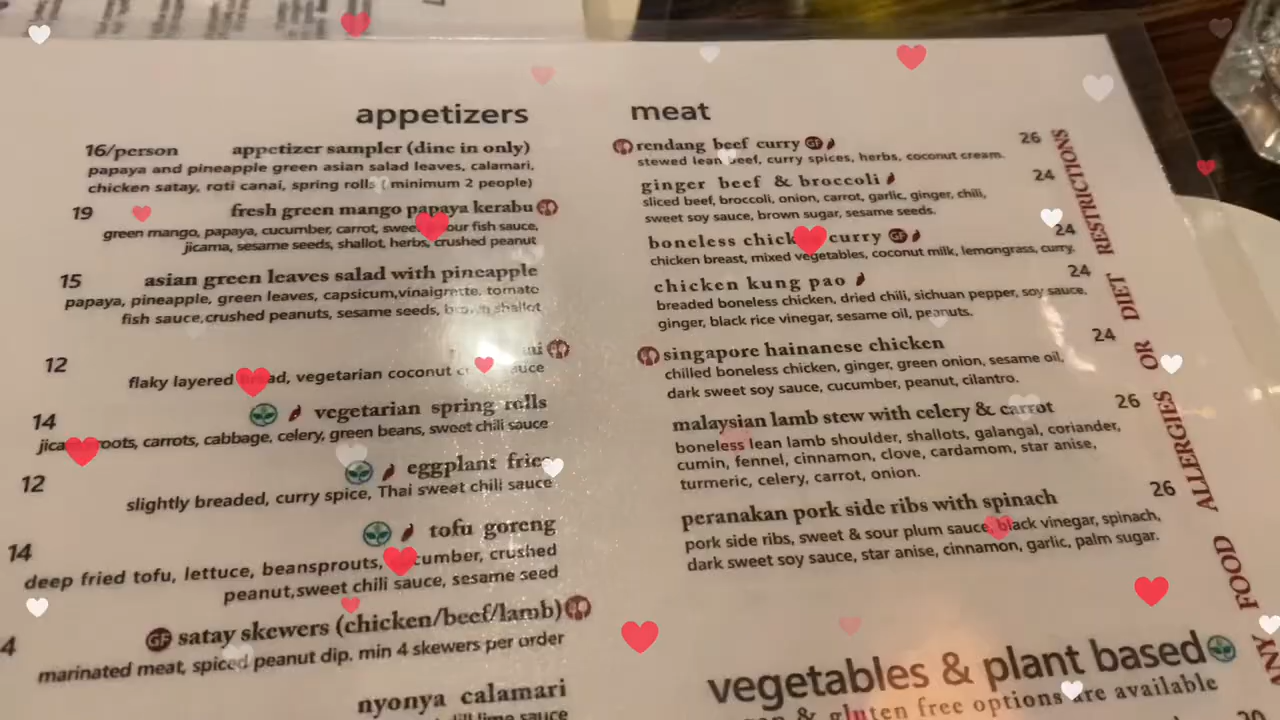 appetizers
16/person appetizer sampler (dine in only)
papaya and pineapple green asian salad leaves, calamari,
chicken satay, roti canai, spring rolls ( minimum 2 people)
19 fresh green mango papaya kerabu
green mango, papaya, cucumber, carrot, fish sauce,
jicama, sesame seeds, shallot, herbs, crushed peanut
15 asian green leaves salad with pineapple
papaya, pineapple, green leaves, capsicum,vinaigrette, tomato
fish sauce,crushed peanuts, sesame seeds, shallot
12
flaky layered vegetarian coconut
14 vegetarian spring rolls
carrots, cabbage, celery, green beans, sweet chili sauce
12 eggplant fries
slightly breaded, curry spice, Thai sweet chili sauce
14 tofu goreng
deep fried tofu, lettuce, beansprouts, crushed
peanut,sweet chili sauce, sesame seed
4 GF satay skewers (chicken/beef/lamb)
marinated meat, spiced peanut dip. min 4 skewers per order
nyonya calamari
lime sauce
meat
rendang beef curry GF 26
stewed lean beef, curry spices, herbs, coconut cream.
ginger beef & broccoli 24
sliced beef, broccoli, onion, carrot, garlic, ginger, chili,
sweet soy sauce, brown sugar, sesame seeds.
boneless chicken curry GF 24
chicken breast, mixed vegetables, coconut milk, lemongrass, curry.
chicken kung pao 24
breaded boneless chicken, dried chili, sichuan pepper, soy sauce,
ginger, black rice vinegar, sesame oil, peanuts.
singapore hainanese chicken 24
chilled boneless chicken, ginger, green onion, sesame oil,
dark sweet soy sauce, cucumber, peanut, cilantro.
malaysian lamb stew with celery & carrot 26
boneless lean lamb shoulder, shallots, galangal, coriander,
cumin, fennel, cinnamon, clove, cardamom, star anise,
turmeric, celery, carrot, onion.
peranakan pork side ribs with spinach 26
pork side ribs, sweet & sour plum sauce, black vinegar, spinach,
dark sweet soy sauce, star anise, cinnamon, garlic, palm sugar.
vegetables & plant based
& gluten free options are available
20
ANY FOOD ALLERGIES OR DIET RESTRICTIONS